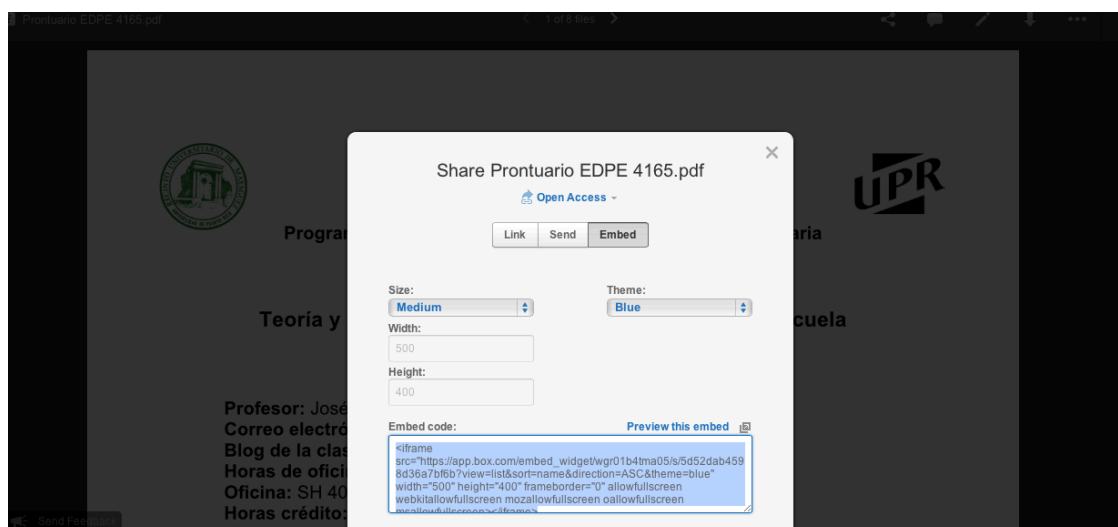 Prontuario EDPE 4165.pdf
1 of 8 files
Share Prontuario EDPE 4165.pdf
Open Access
UPR
Link Send Embed
Size: Theme:
Medium Blue
Teoría y
Width:
500
Height:
400
Profesor: José
Embed code: Preview this embed
<iframe
src="https://app.box.com/embed_widget/wgr01b4tma05/s/5d52dab459
8d36a7bf6b?view=list&sort=name&direction=ASC&theme=blue"
width="500" height="400" frameborder="0" allowfullscreen
webkitallowfullscreen mozallowfullscreen oallowfullscreen
msallowfullscreen></iframe>
Correo electró
Blog de la clas
Horas de ofici
Oficina: SH 40
Horas crédito:
Send Feedback